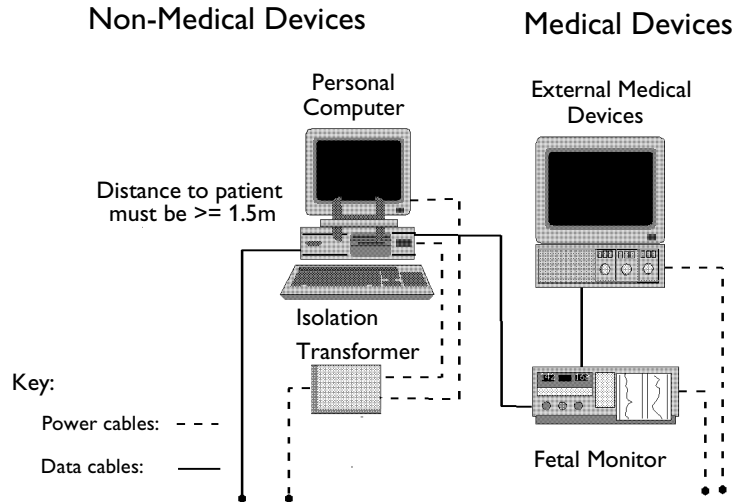 Non-Medical Devices
Medical Devices
Personal
Computer
External Medical
Devices
Distance to patient
must be >= 1.5m
Isolation
Transformer
Key:
Power cables:
Data cables:
Fetal Monitor